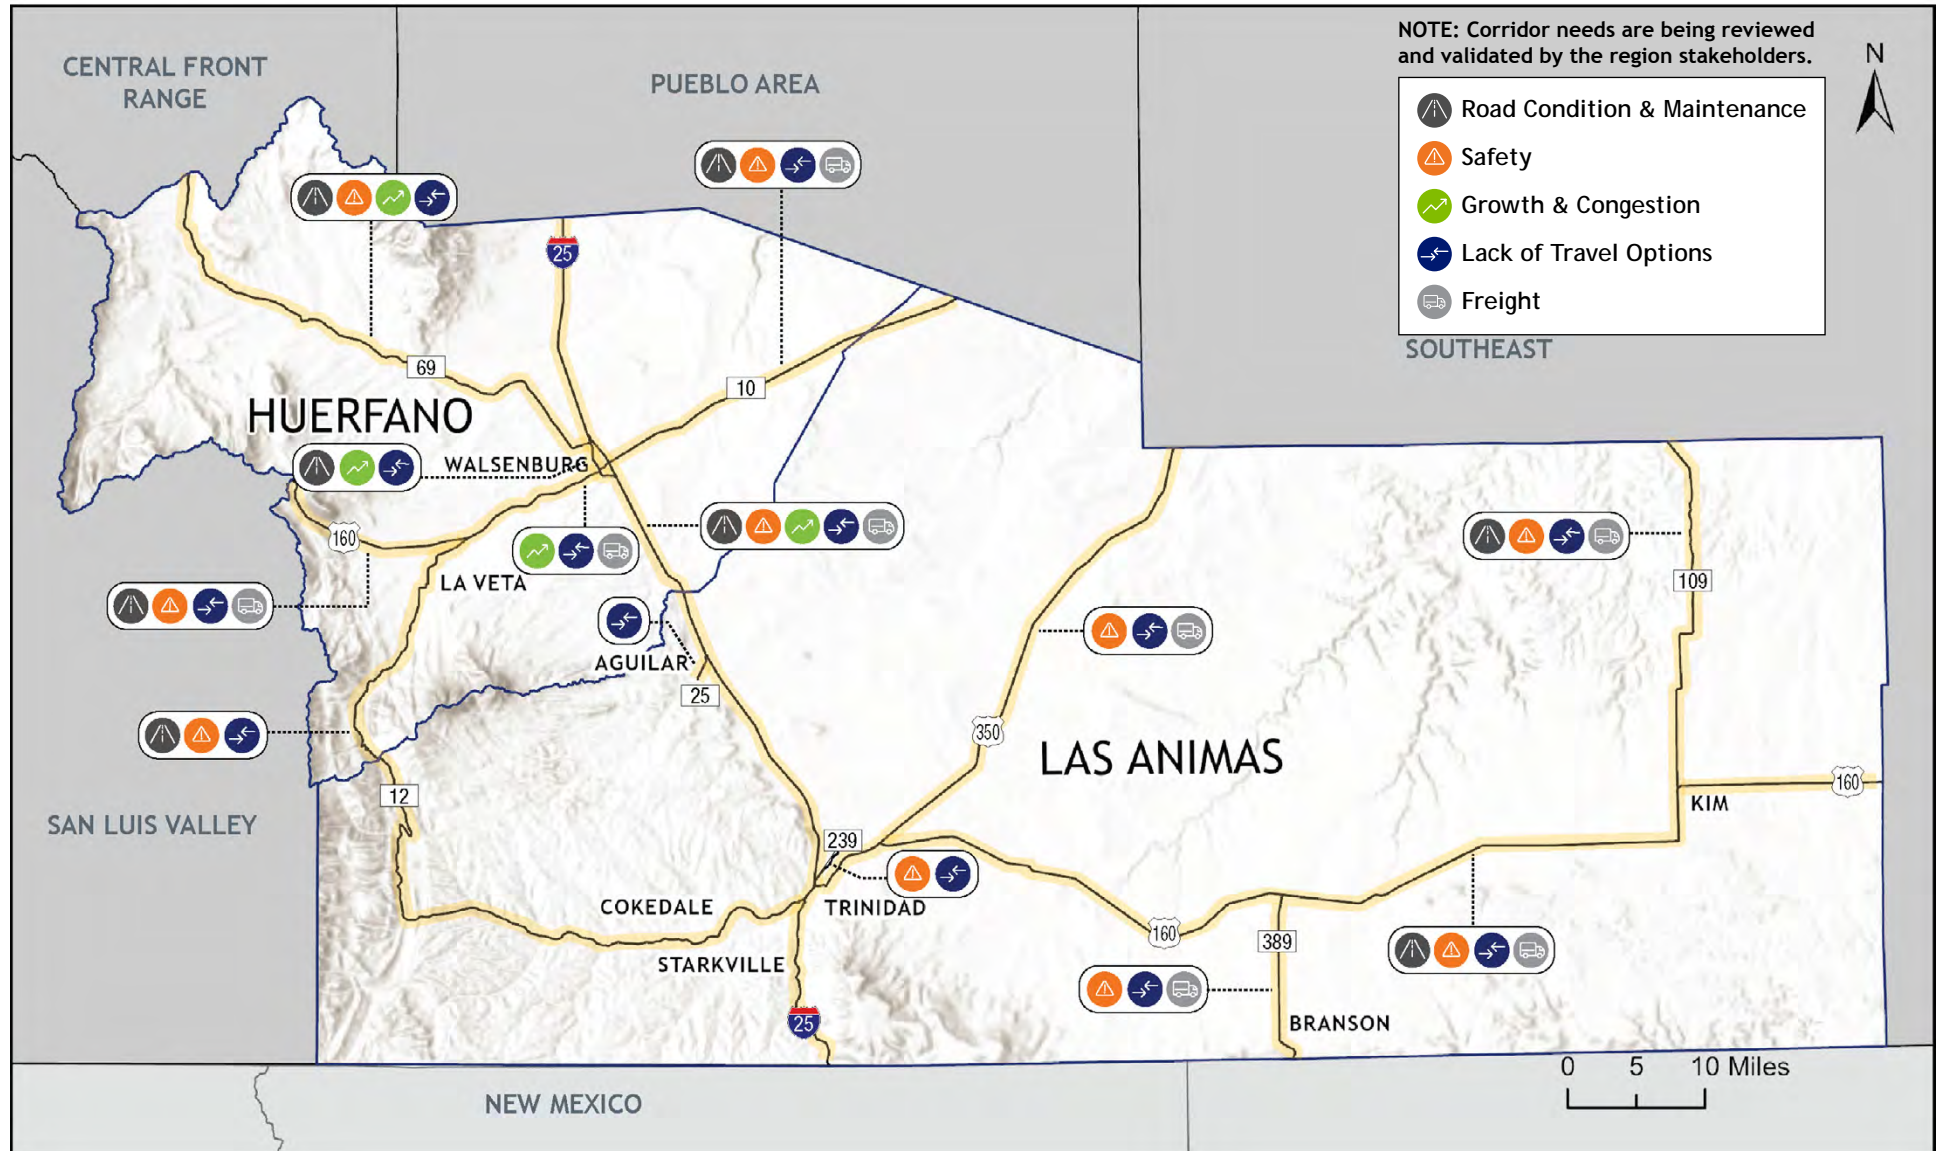 NOTE: Corridor needs are being reviewed
and validated by the region stakeholders.
N
Road Condition & Maintenance
Safety
Growth & Congestion
Lack of Travel Options
Freight
CENTRAL FRONT
RANGE
PUEBLO AREA
SOUTHEAST
25
69
10
HUERFANO
WALSENBURG
160
LA VETA
109
AGUILAR
25
350
LAS ANIMAS
12
160
KIM
SAN LUIS VALLEY
239
COKEDALE
TRINIDAD
160
389
STARKVILLE
25
BRANSON
0 5 10 Miles
NEW MEXICO